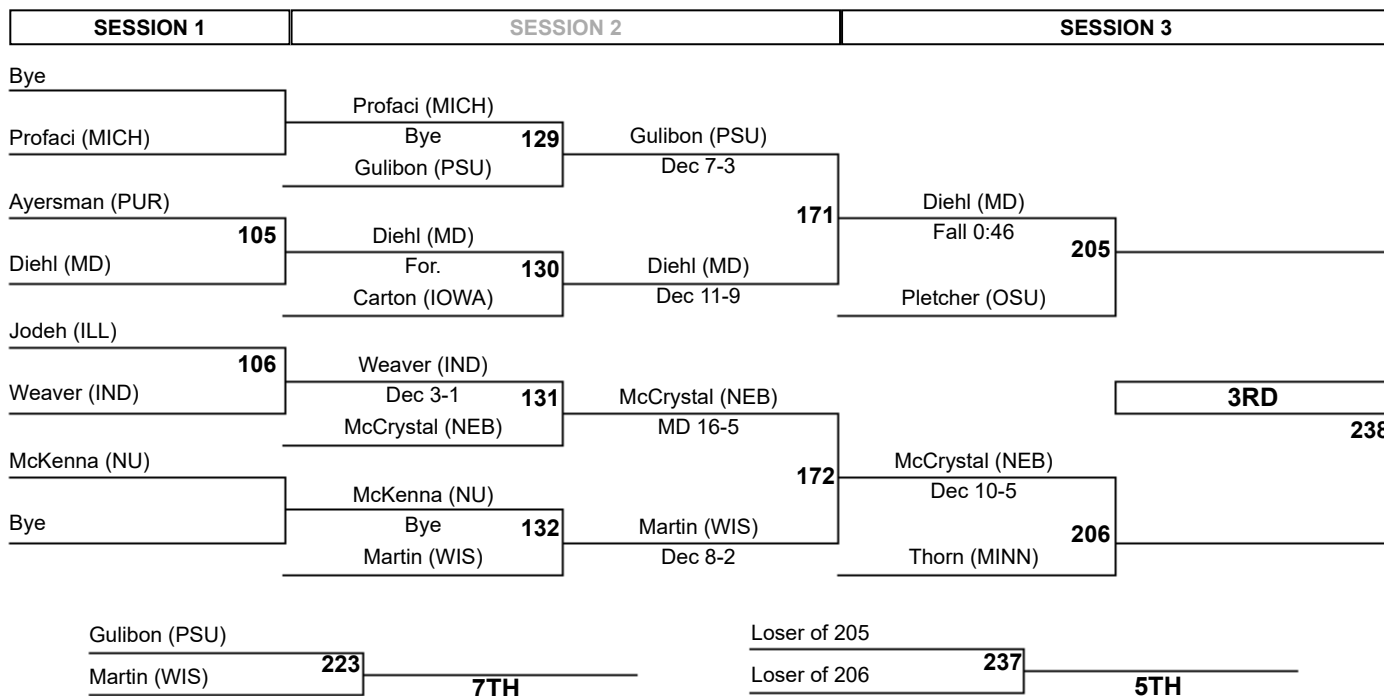 SESSION 1
SESSION 2
SESSION 3
Bye
Profaci (MICH)
Ayersman (PUR)
105
Diehl (MD)
Jodeh (ILL)
106
Weaver (IND)
McKenna (NU)
Bye
Profaci (MICH)
Bye
129
Gulibon (PSU)
Diehl (MD)
For.
130
Carton (IOWA)
Weaver (IND)
Dec 3-1
131
McCrystal (NEB)
McKenna (NU)
Bye
132
Martin (WIS)
Gulibon (PSU)
Dec 7-3
171
Diehl (MD)
Dec 11-9
McCrystal (NEB)
MD 16-5
172
Martin (WIS)
Dec 8-2
Diehl (MD)
Fall 0:46
205
Pletcher (OSU)
McCrystal (NEB)
Dec 10-5
206
Thorn (MINN)
3RD
238
Gulibon (PSU)
223
Martin (WIS)
7TH
Loser of 205
237
Loser of 206
5TH